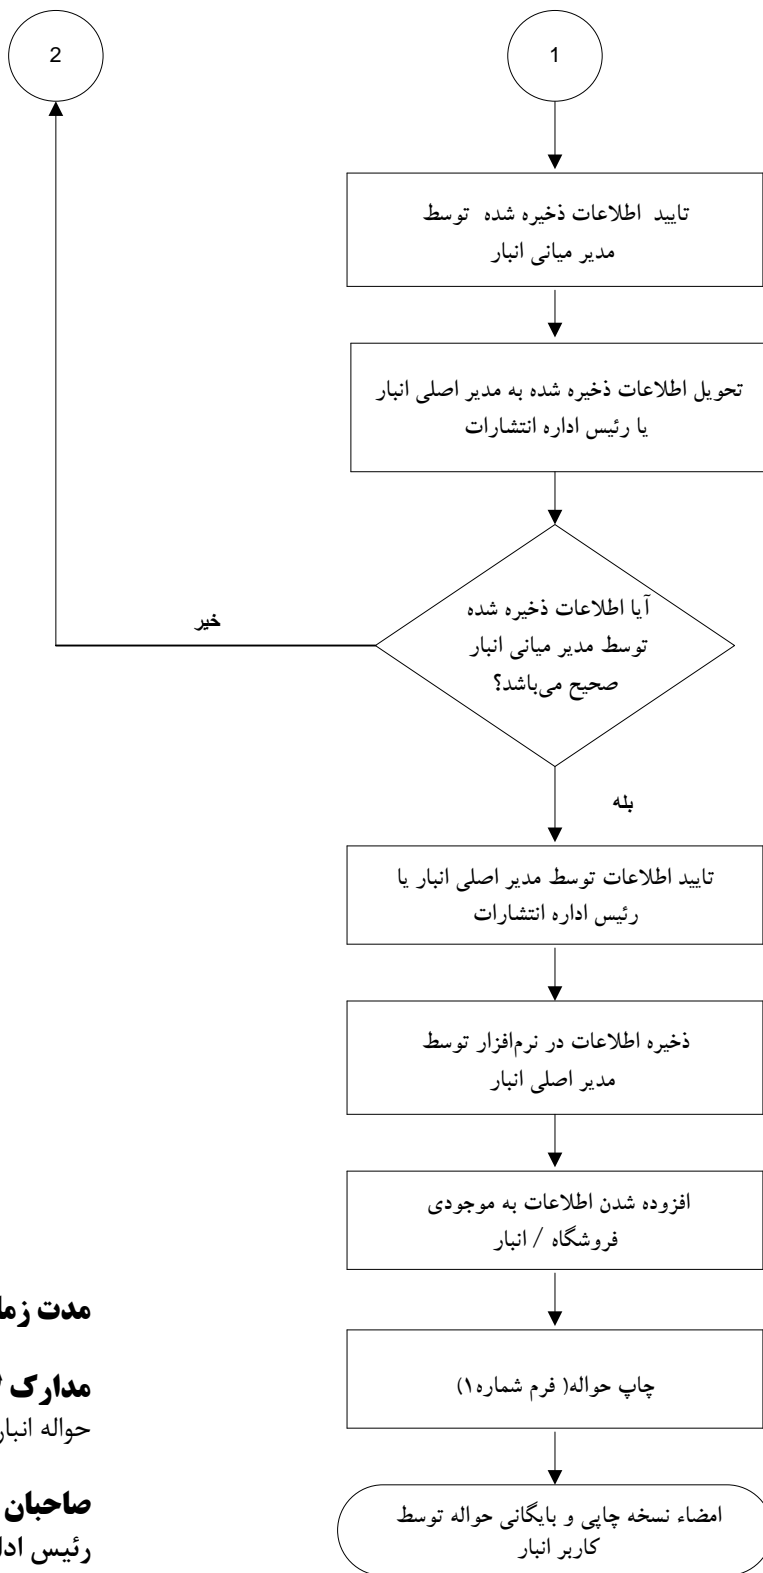 2
1
تایید اطلاعات ذخیره شده توسط
مدیر میانی انبار
تحویل اطلاعات ذخیره شده به مدیر اصلی انبار
یا رئیس اداره انتشارات
آیا اطلاعات ذخیره شده
توسط مدیر میانی انبار
صحیح می‌باشد؟
خیر
بله
تایید اطلاعات توسط مدیر اصلی انبار یا
رئیس اداره انتشارات
ذخیره اطلاعات در نرم‌افزار توسط
مدیر اصلی انبار
افزوده شدن اطلاعات به موجودی
فروشگاه / انبار
چاپ حواله( فرم شماره۱)
امضاء نسخه چاپی و بایگانی حواله توسط
کاربر انبار
مدت
مدارک
حواله انبار
صاحبان
رئیس